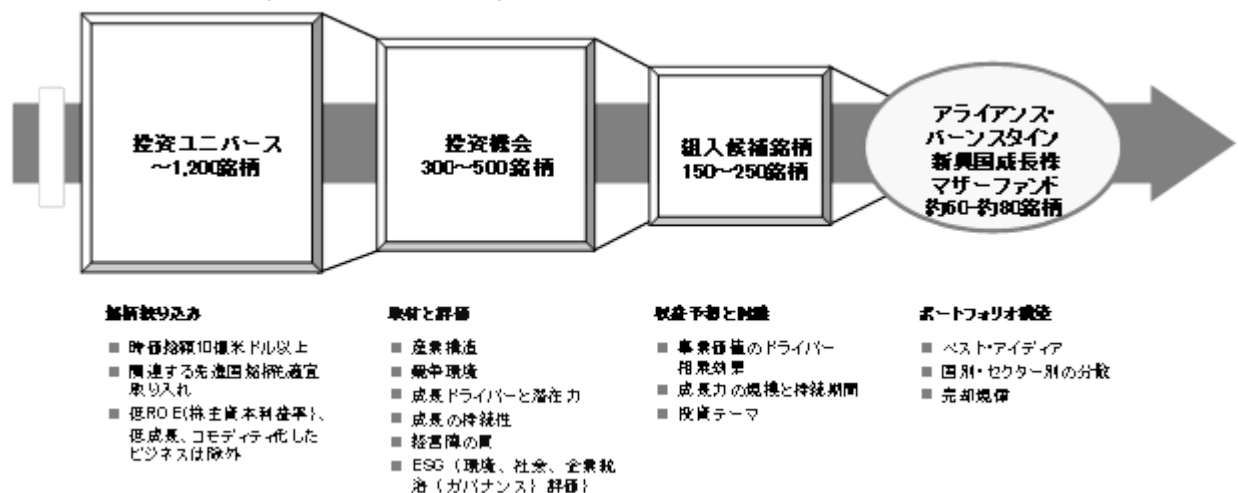 投資ユニバース
～1,200銘柄
投資機会
300～500銘柄
組入候補銘柄
150～250銘柄
アライアンス・
バーンスタイン
新興国成長株
マザーファンド
約60-約80銘柄
銘柄絞り込み
■ 時価総額10億米ドル以上
■ 関連する先進国銘柄も適宜
取り入れ
■ 低ROE(株主資本利益率)、
低成長、コモディティ化した
ビジネスは除外
取材と評価
■ 産業構造
■ 競争環境
■ 成長ドライバーと潜在力
■ 成長の持続性
■ 経営陣の質
■ ESG（環境、社会、企業統
治（ガバナンス）評価）
収益予想と
■ 事業価値のドライバー
相乗効果
■ 成長力の規模と持続期間
■ 投資テーマ
ポートフォリオ構築
■ ベスト・アイディア
■ 国別・セクター別の分散
■ 売却規律